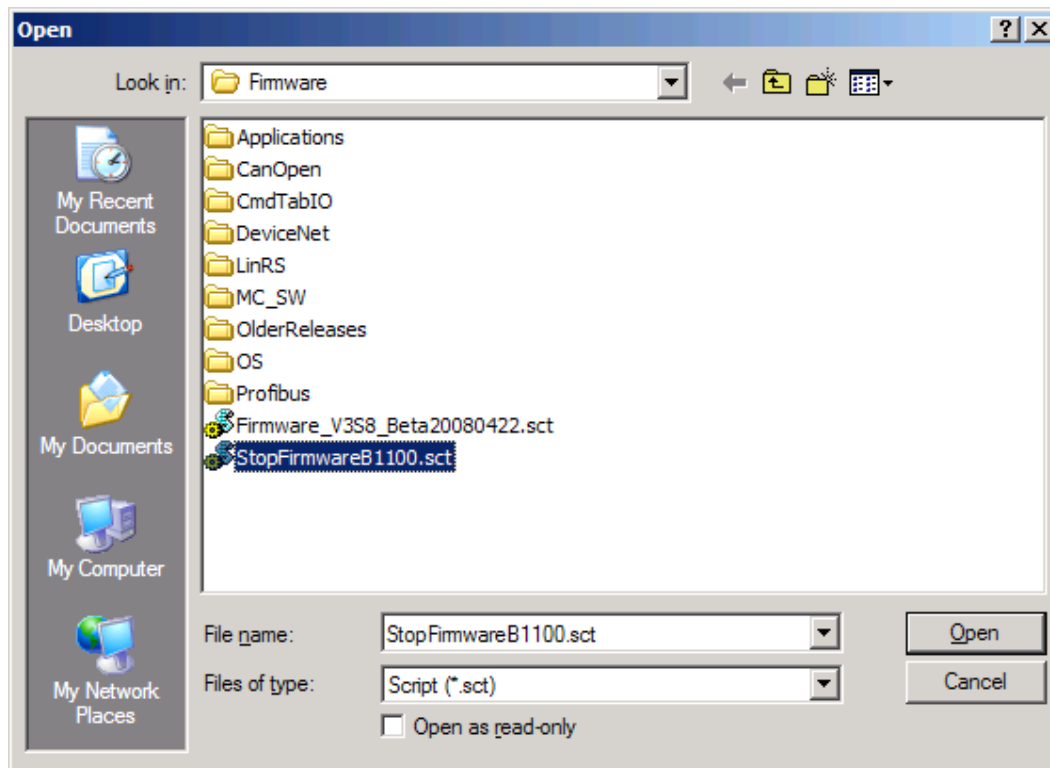 Open
Look in:
Firmware
My Recent
Documents
Desktop
My Documents
My Computer
My Network
Places
Applications
CanOpen
CmdTabIO
DeviceNet
LinRS
MC_SW
OlderReleases
OS
Profibus
Firmware_V3S8_Beta20080422.sct
StopFirmwareB1100.sct
File name:
StopFirmwareB1100.sct
Open
Files of type:
Script (*.sct)
Cancel
Open as read-only